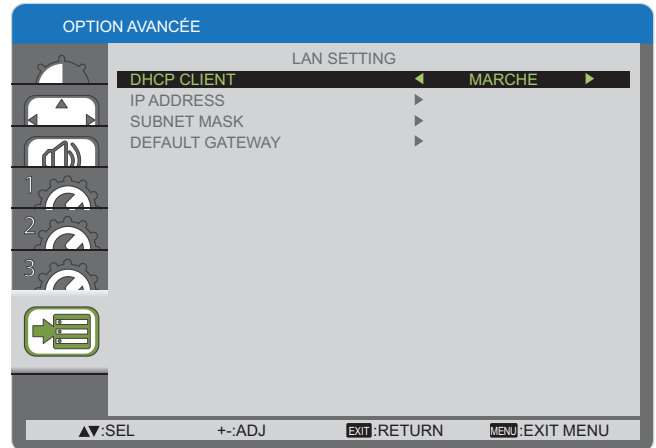 OPTION AVANCÉE
LAN SETTING
DHCP CLIENT ◀ MARCHE ▶
IP ADDRESS ▶
SUBNET MASK ▶
DEFAULT GATEWAY ▶
1
2
3
▲▼:SEL +-:ADJ EXIT:RETURN MENU:EXIT MENU